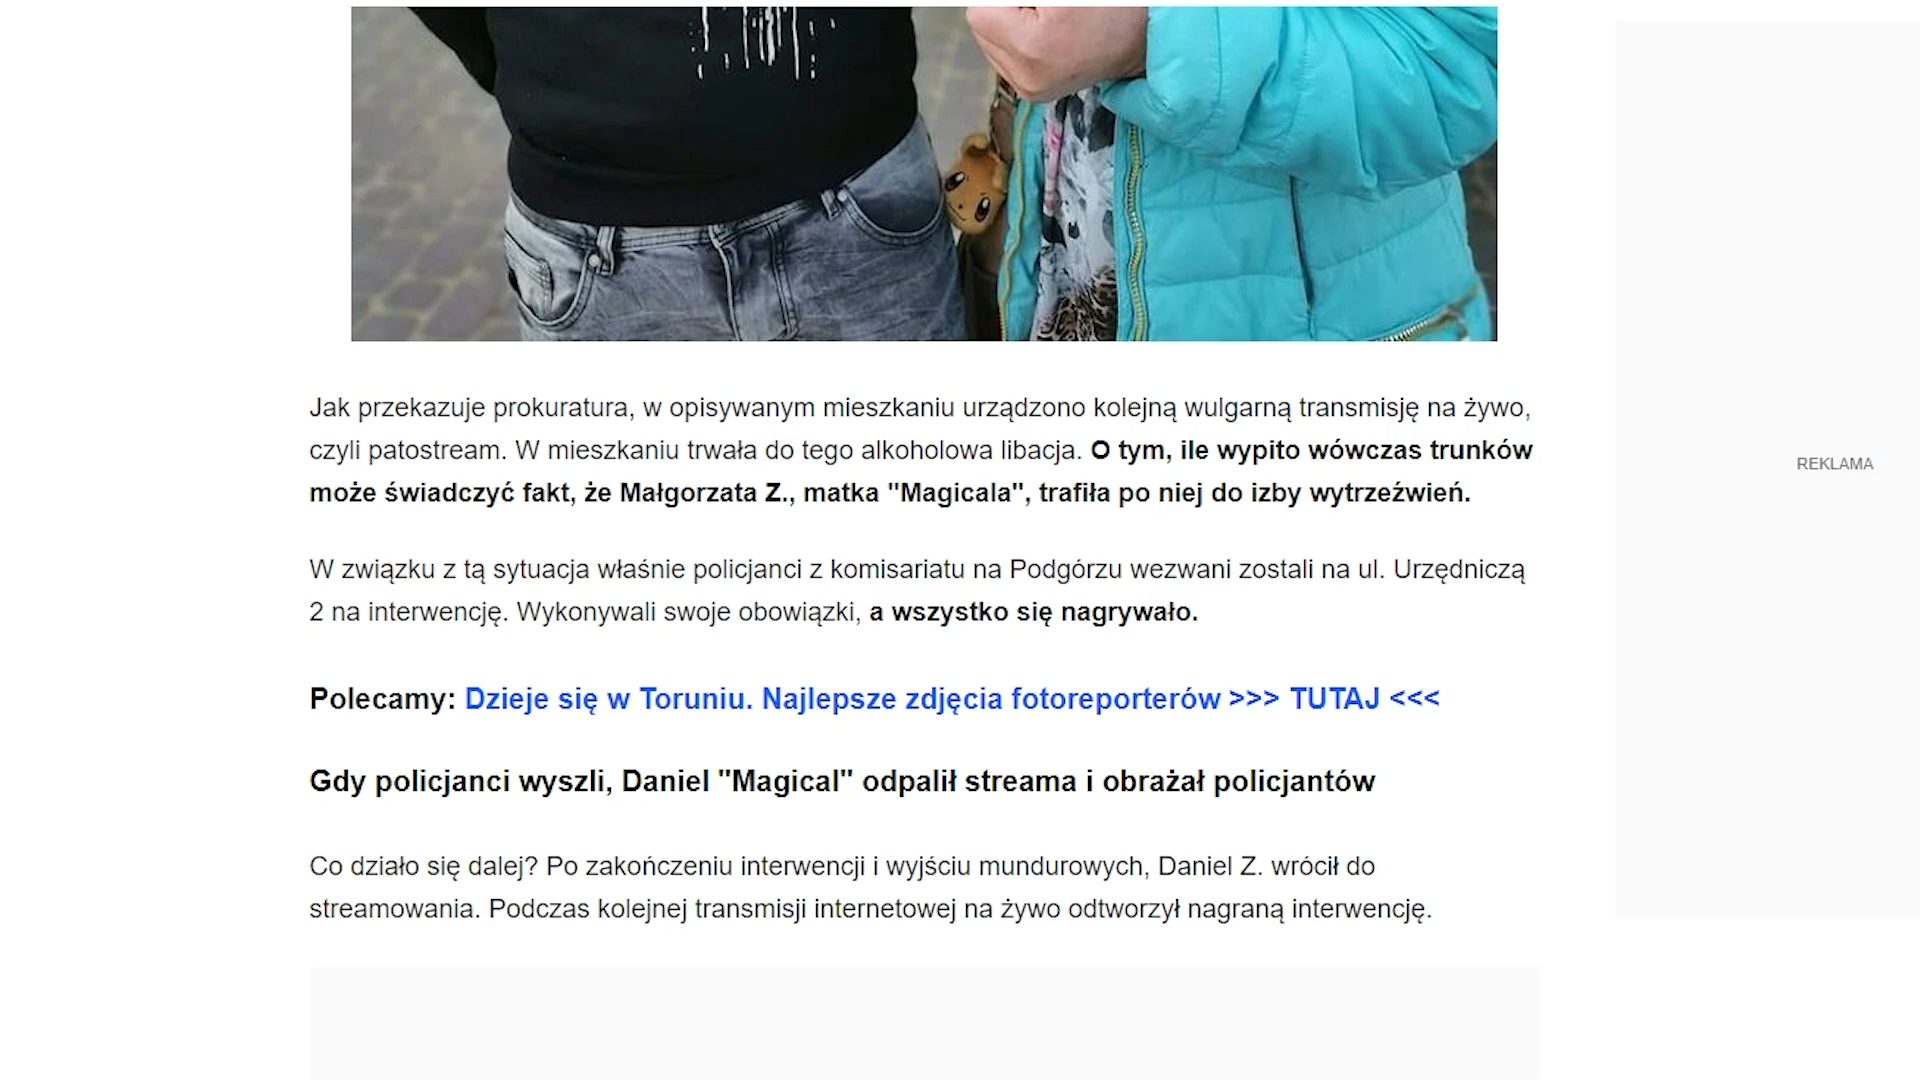 Jak przekazuje prokuratura, w opisywanym mieszkaniu urządzono kolejną wulgarną transmisję na żywo,
czyli patostream. W mieszkaniu trwała do tego alkoholowa libacja. O tym, ile wypito wówczas trunków
może świadczyć fakt, że Małgorzata Z., matka "Magicala", trafiła po niej do izby wytrzeźwień.
REKLAMA
W związku z tą sytuacja właśnie policjanci z komisariatu na Podgórzu wezwani zostali na ul. Urzędniczą
2 na interwencję. Wykonywali swoje obowiązki, a wszystko się nagrywało.
Polecamy: Dzieje się w Toruniu. Najlepsze zdjęcia fotoreporterów >>> TUTAJ <<<
Gdy policjanci wyszli, Daniel "Magical" odpalił streama i obrażał policjantów
Co działo się dalej? Po zakończeniu interwencji i wyjściu mundurowych, Daniel Z. wrócił do
streamowania. Podczas kolejnej transmisji internetowej na żywo odtworzył nagraną interwencję.